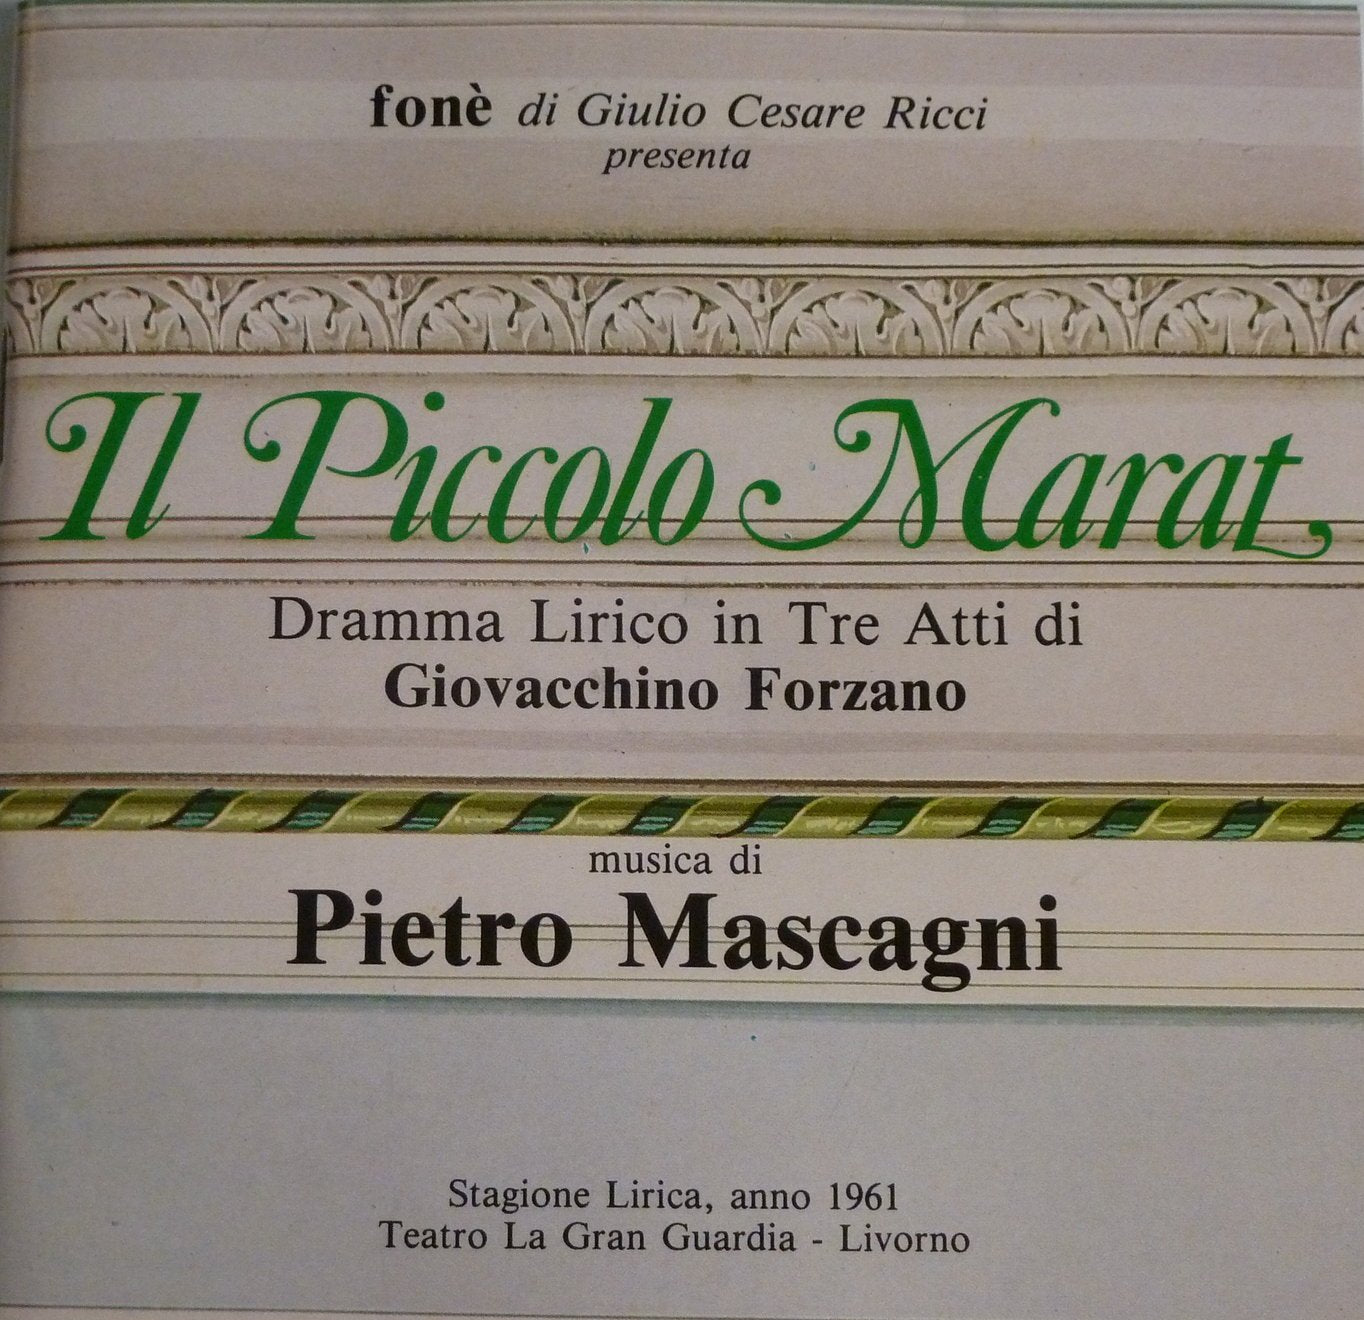 fonè di Giulio Cesare Ricci
presenta
Il Piccolo Marat
Dramma Lirico in Tre Atti di
Giovacchino Forzano
musica di
Pietro Mascagni
Stagione Lirica, anno 1961
Teatro La Gran Guardia - Livorno